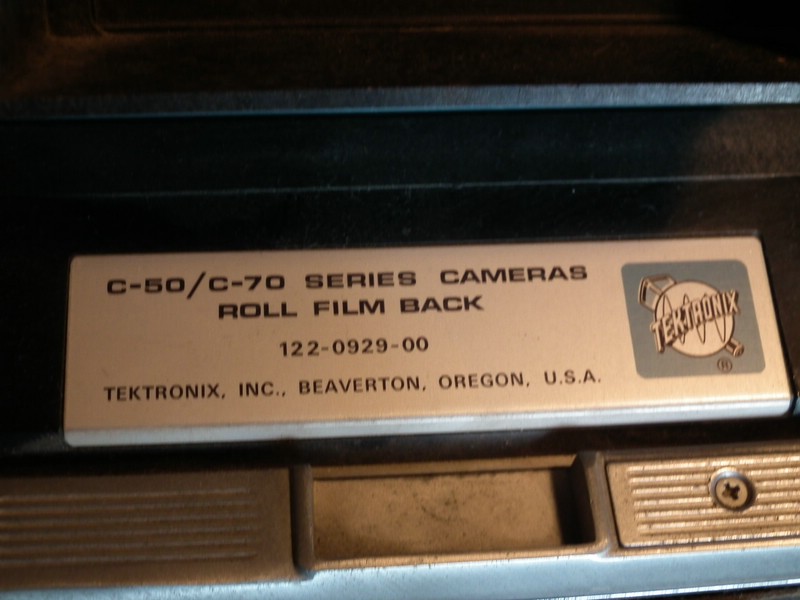 C-50/C-70 SERIES CAMERAS
ROLL FILM BACK
122-0929-00
TEKTRONIX, INC., BEAVERTON, OREGON, U.S.A.
TEKTRONIX
®